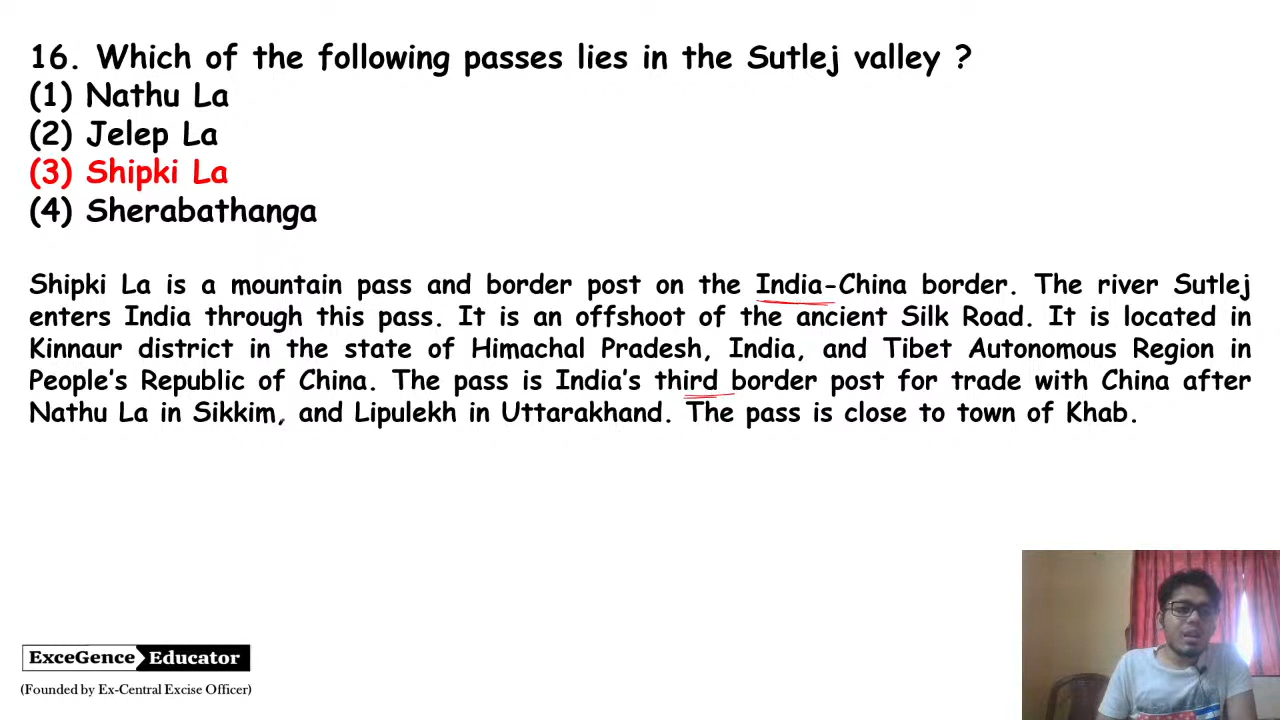 16. Which of the following passes lies in the Sutlej valley ?
(1) Nathu La
(2) Jelep La
(3) Shipki La
(4) Sherabathanga
Shipki La is a mountain pass and border post on the India-China border. The river Sutlej
enters India through this pass. It is an offshoot of the ancient Silk Road. It is located in
Kinnaur district in the state of Himachal Pradesh, India, and Tibet Autonomous Region in
People's Republic of China. The pass is India's third border post for trade with China after
Nathu La in Sikkim, and Lipulekh in Uttarakhand. The pass is close to town of Khab.
ExceGence Educator
(Founded by Ex-Central Excise Officer)